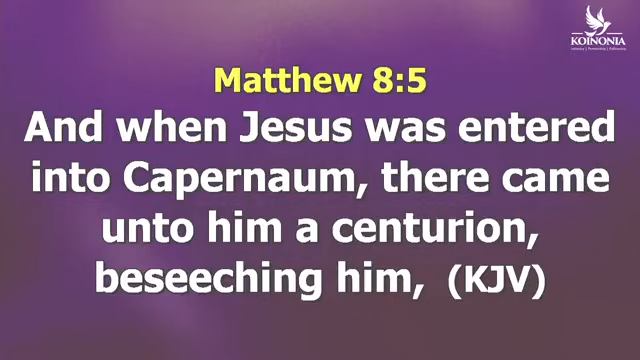 KOINONIA
Matthew 8:5
And when Jesus was entered
into Capernaum, there came
unto him a centurion,
beseeching him, (KJV)